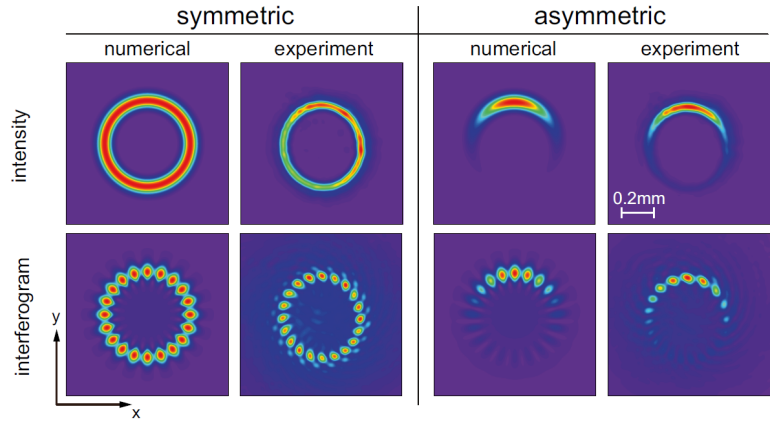 symmetric asymmetric
numerical experiment numerical experiment
intensity
0.2mm
interferogram
y
x